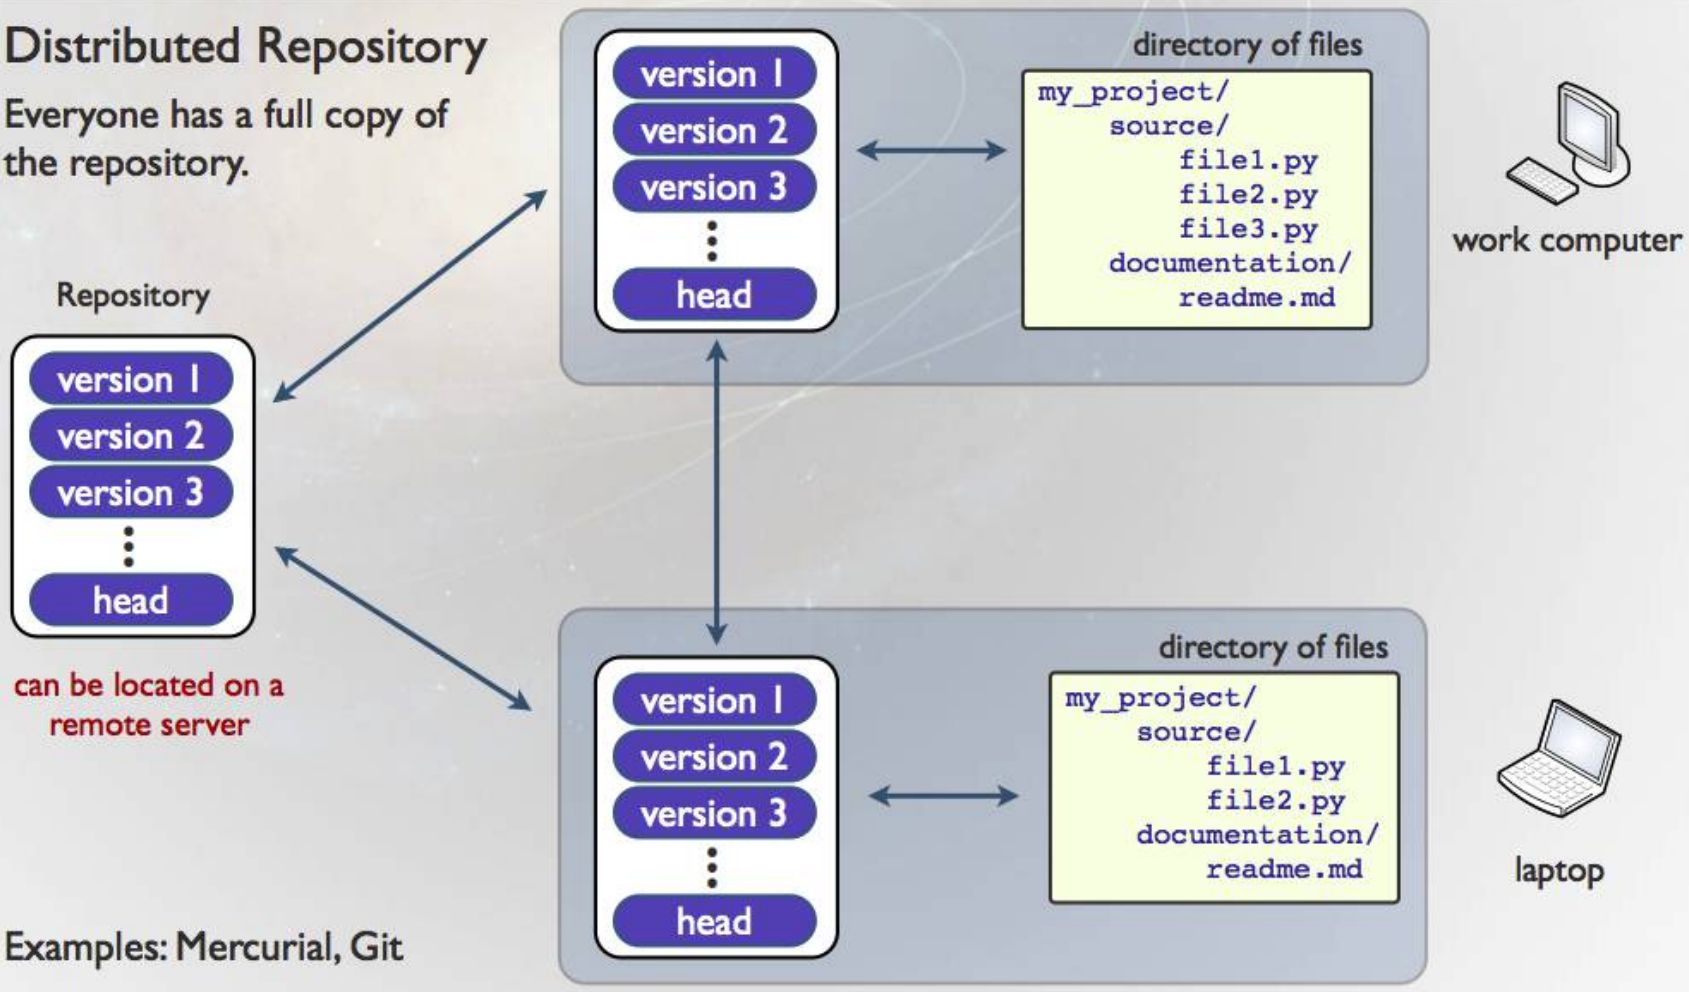 Distributed Repository
Everyone has a full copy of
the repository.
Repository
version 1
version 2
version 3
head
can be located on a
remote server
Examples: Mercurial, Git
version 1
version 2
version 3
head
directory of files
my_project/
source/
file1.py
file2.py
file3.py
documentation/
readme.md
work computer
version 1
version 2
version 3
head
directory of files
my_project/
source/
file1.py
file2.py
documentation/
readme.md
laptop